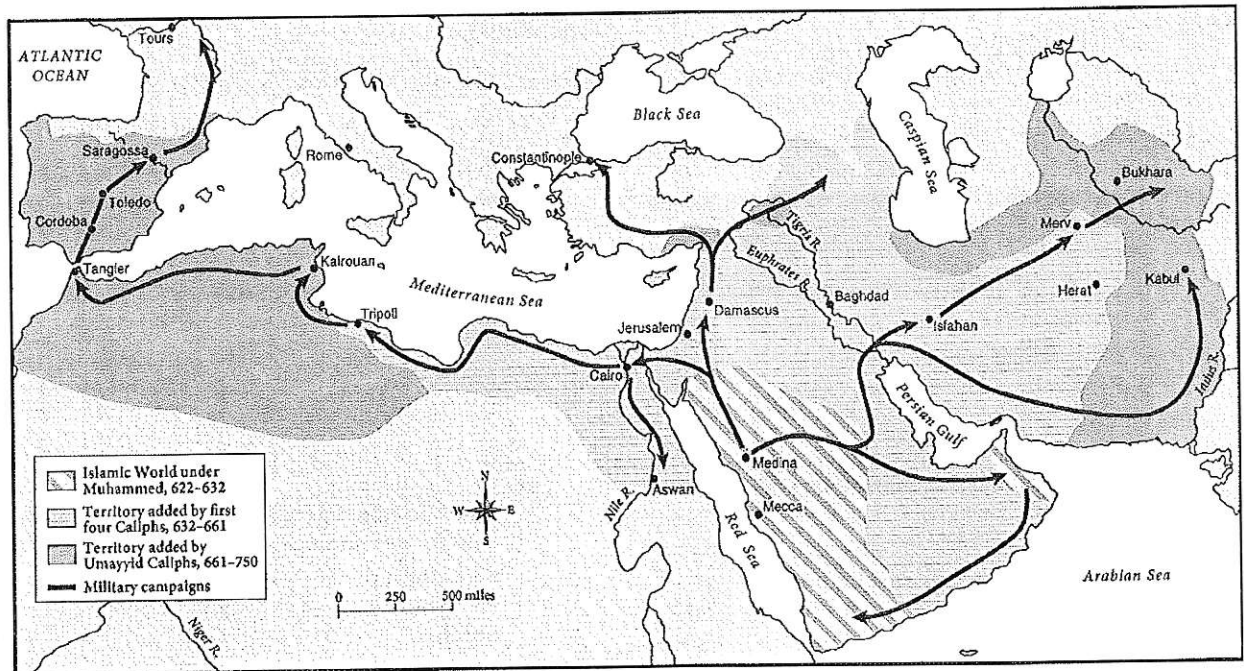 Tours
ATLANTIC
OCEAN
Black Sea
Caspian Sea
Saragossa
Rome
Constantinople
Bukhara
Toledo
Cordoba
Merv
Tigris R.
Tangier
Kairouan
Euphrates R.
Kabul
Herat
Mediterranean Sea
Baghdad
Damascus
Tripoli
Isfahan
Jerusalem
Indus R.
Cairo
Persian Gulf
Medina
Islamic World under
Muhammed, 622–632
Territory added by first
four Caliphs, 632–661
Territory added by
Umayyid Caliphs, 661–750
Military campaigns
N
W
E
S
Aswan
Nile R.
Mecca
Red Sea
Arabian Sea
0 250 500 miles
Niger R.